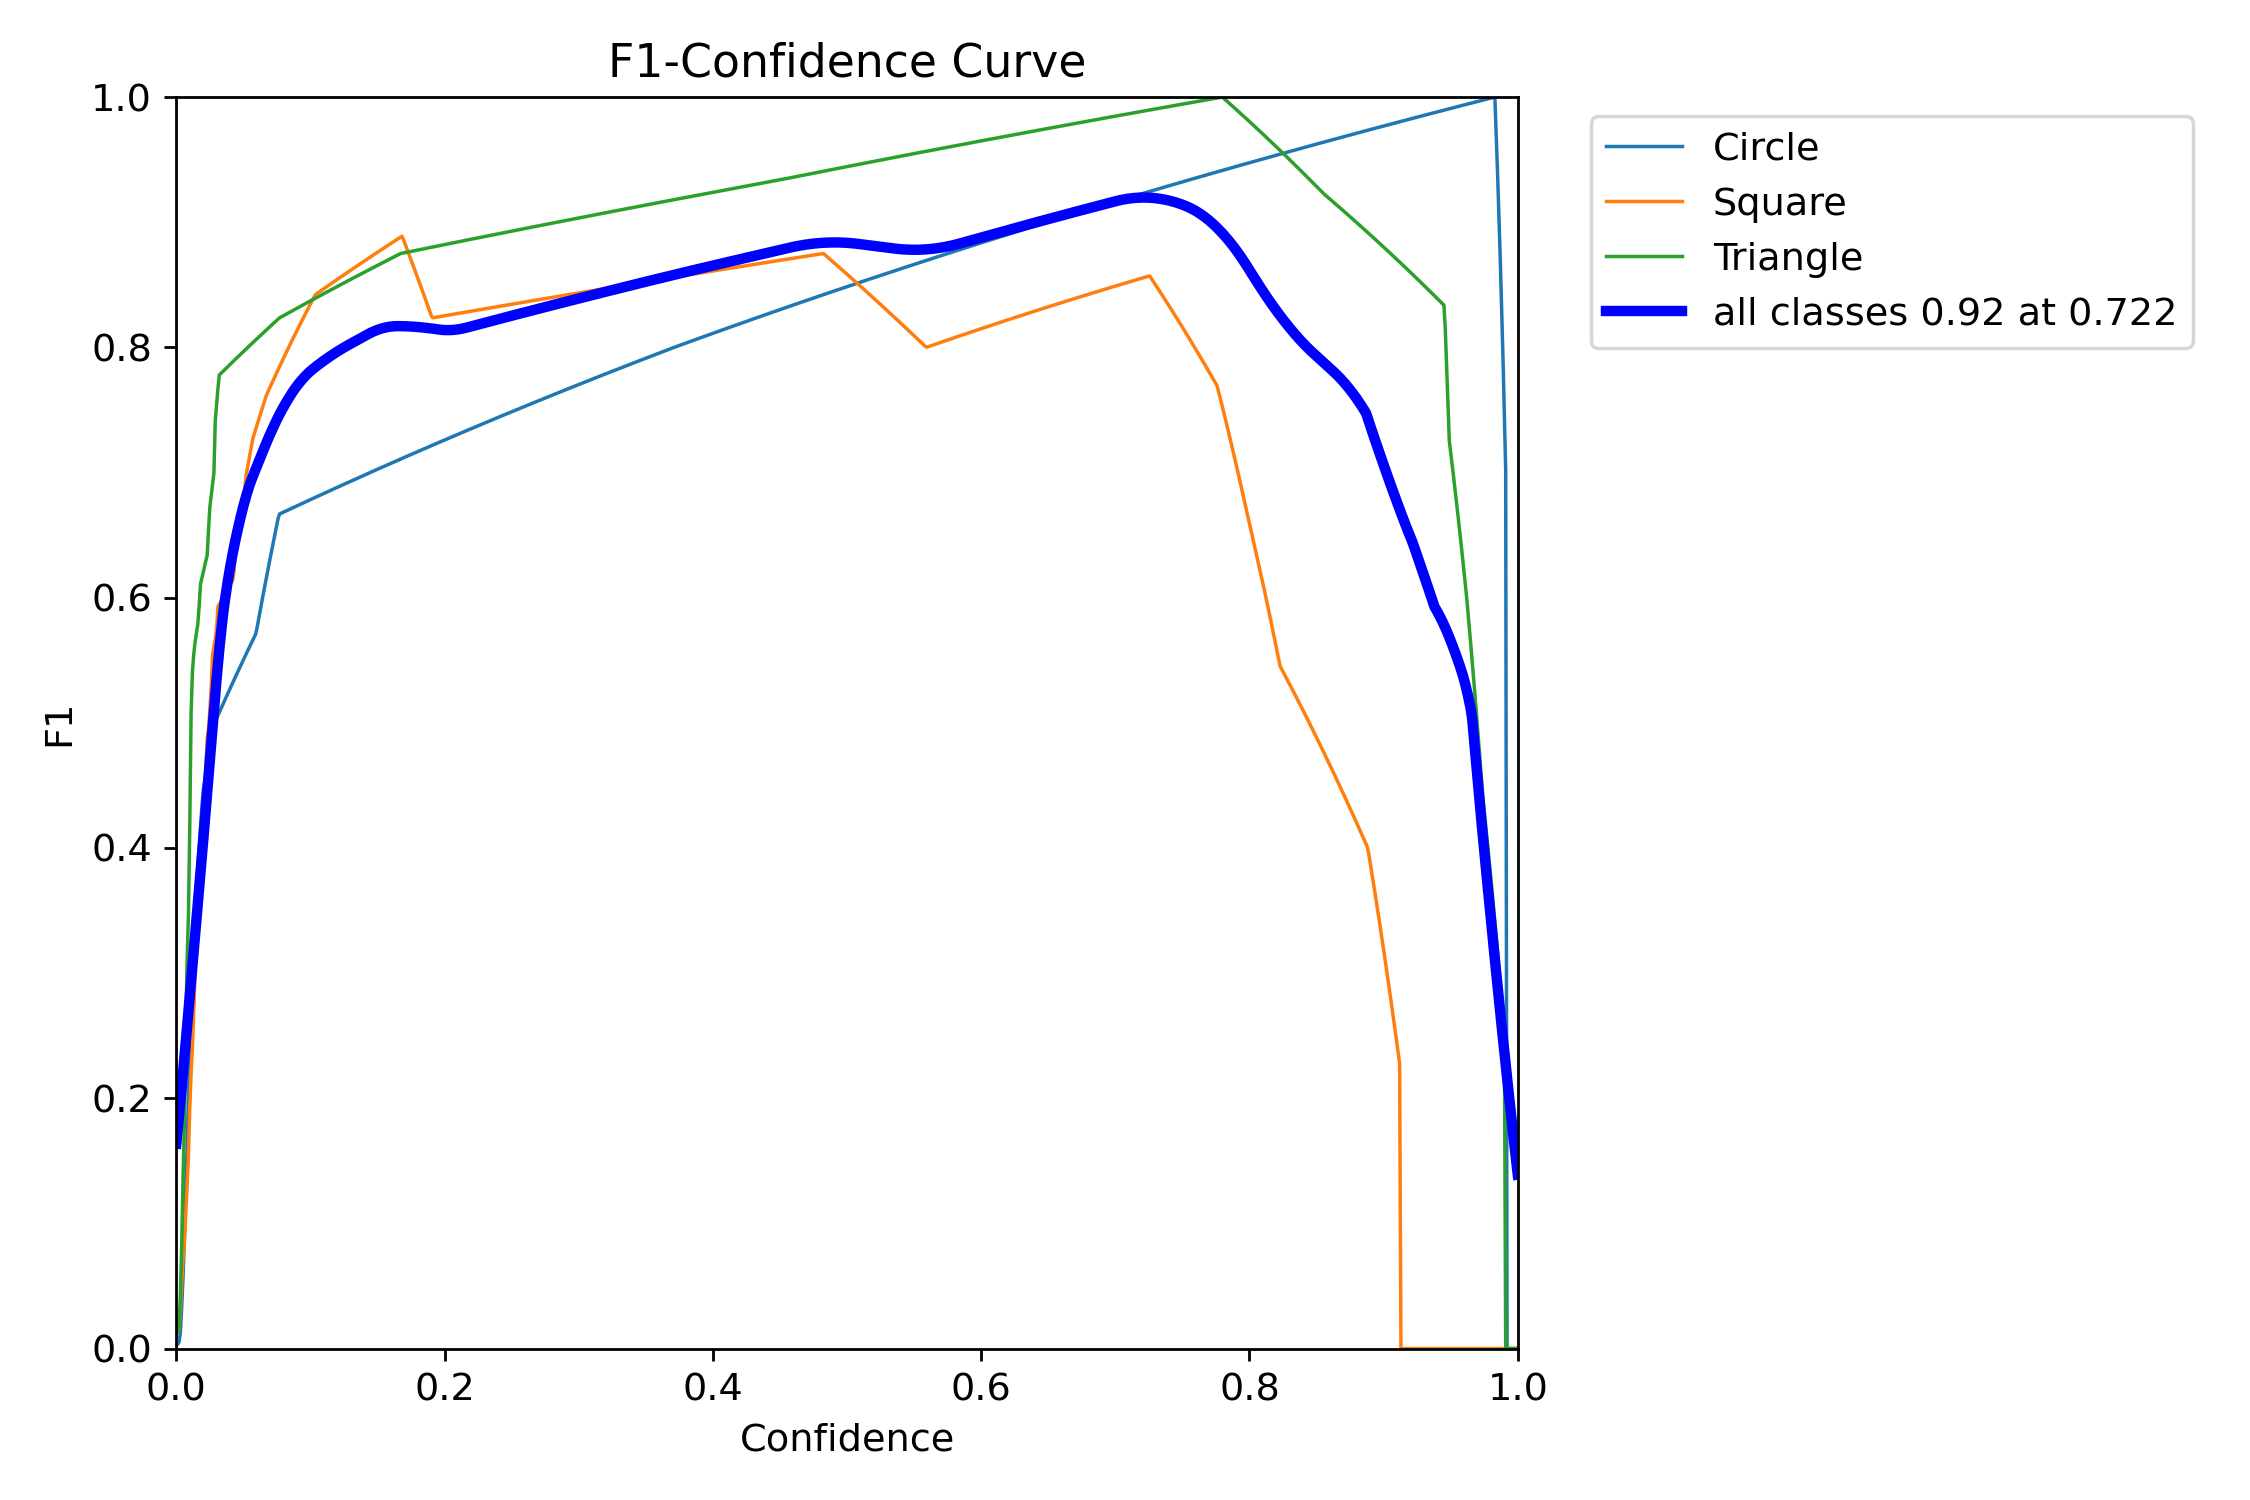 F1-Confidence Curve
1.0
0.8
0.6
0.4
0.2
0.0
F1
0.0 0.2 0.4 0.6 0.8 1.0
Confidence
Circle
Square
Triangle
all classes 0.92 at 0.722